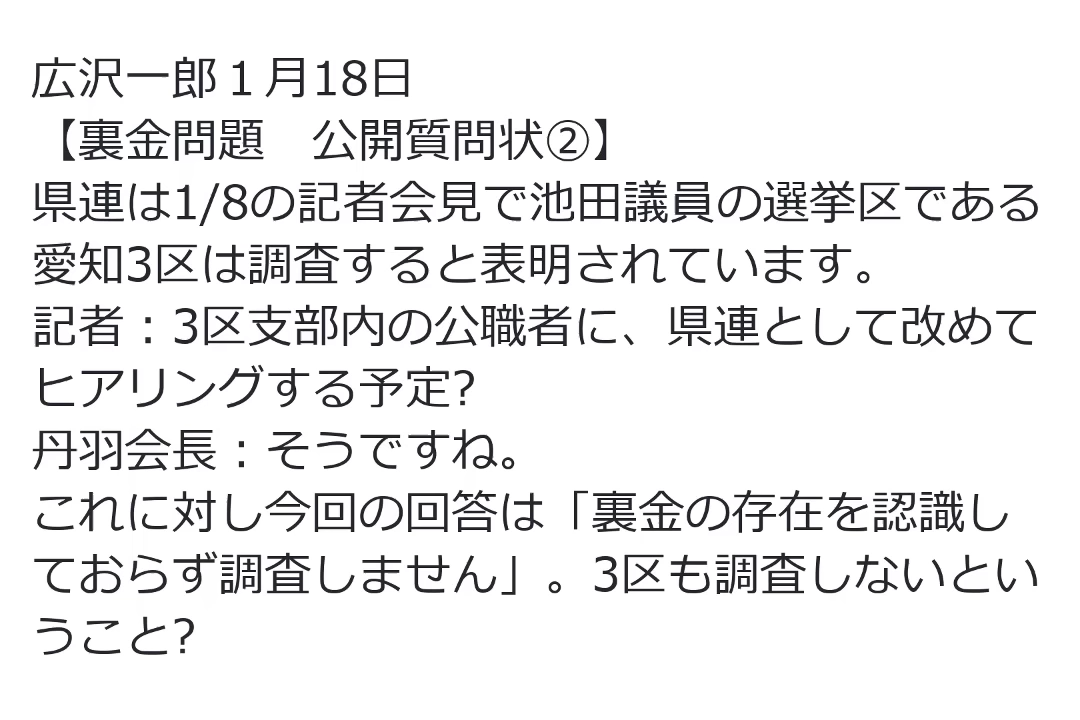 広沢一郎１月18日
【裏金問題　公開質問状②】
県連は1/8の記者会見で池田議員の選挙区である
愛知3区は調査すると表明されています。
記者：3区支部内の公職者に、県連として改めて
ヒアリングする予定?
丹羽会長：そうですね。
これに対し今回の回答は「裏金の存在を認識し
ておらず調査しません」。3区も調査しないとい
うこと?